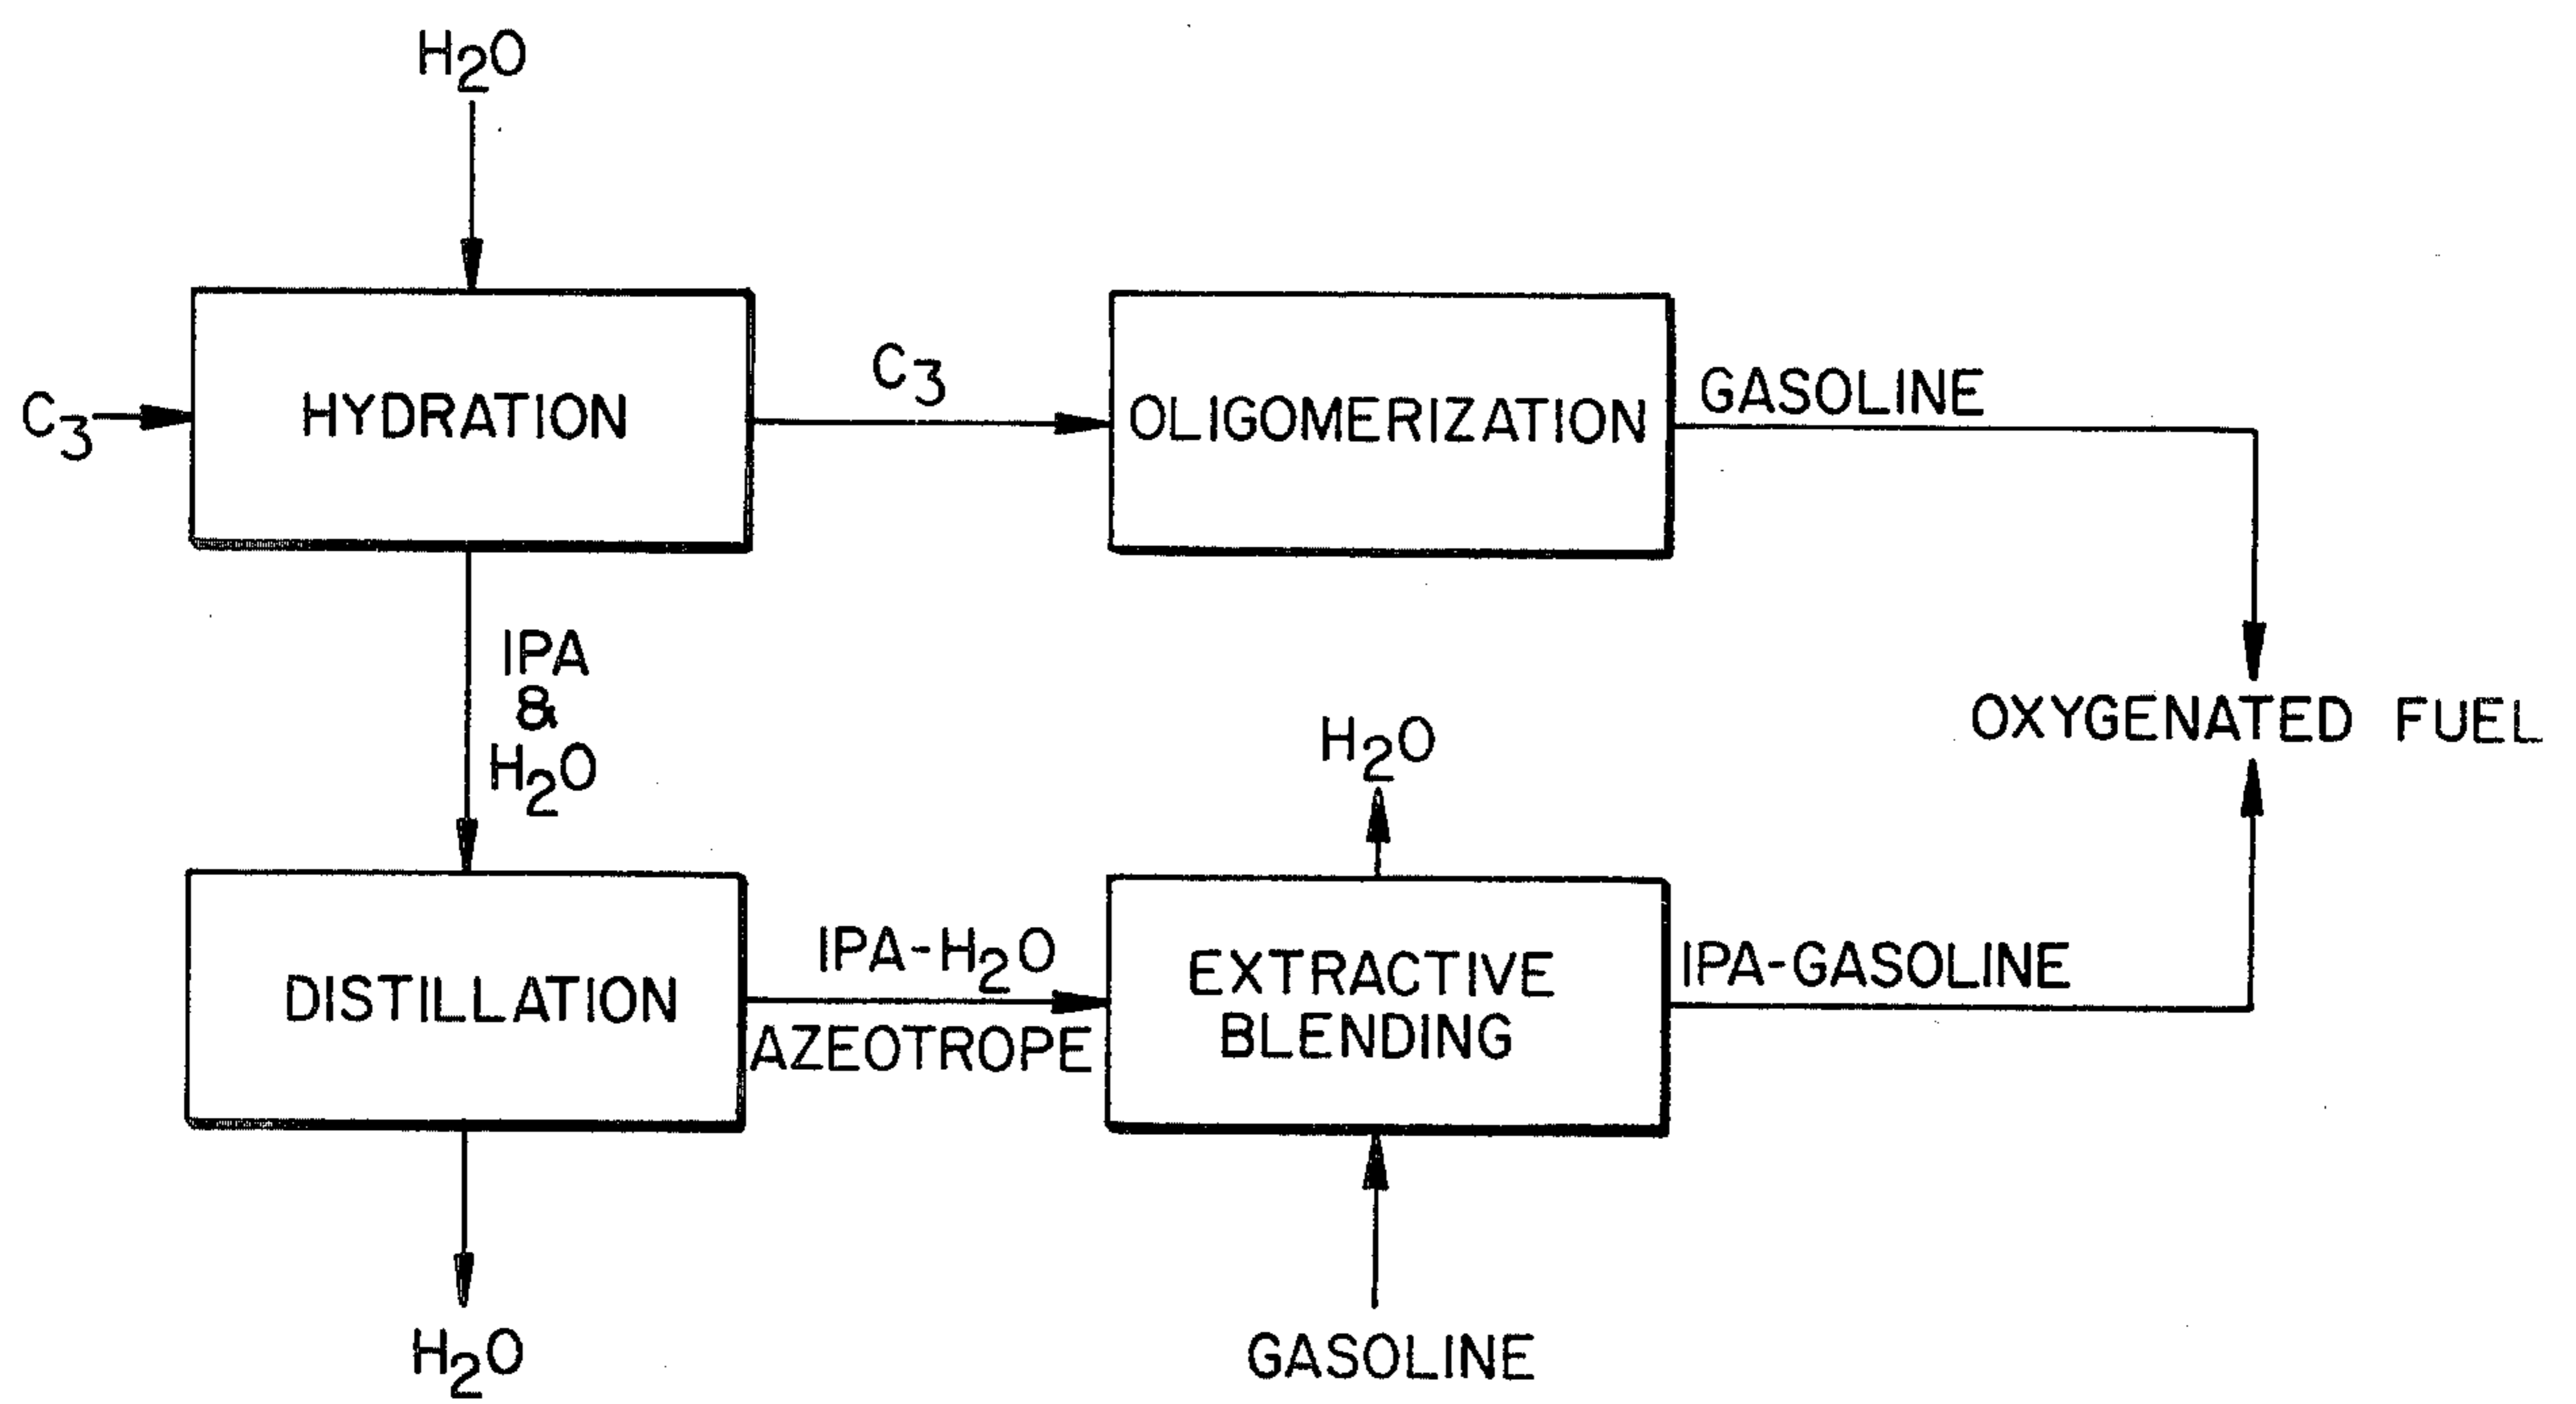 H2O
C3
HYDRATION
C3
OLIGOMERIZATION
GASOLINE
IPA
&
H2O
OXYGENATED FUEL
H2O
DISTILLATION
IPA-H2O
AZEOTROPE
EXTRACTIVE
BLENDING
IPA-GASOLINE
H2O
GASOLINE